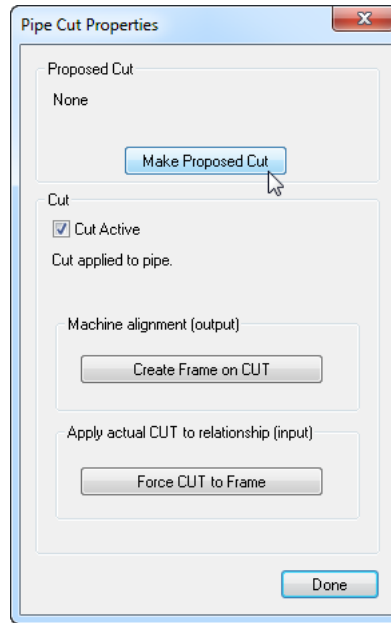 Pipe Cut Properties
Proposed Cut
None
Make Proposed Cut
Cut
Cut Active
Cut applied to pipe.
Machine alignment (output)
Create Frame on CUT
Apply actual CUT to relationship (input)
Force CUT to Frame
Done